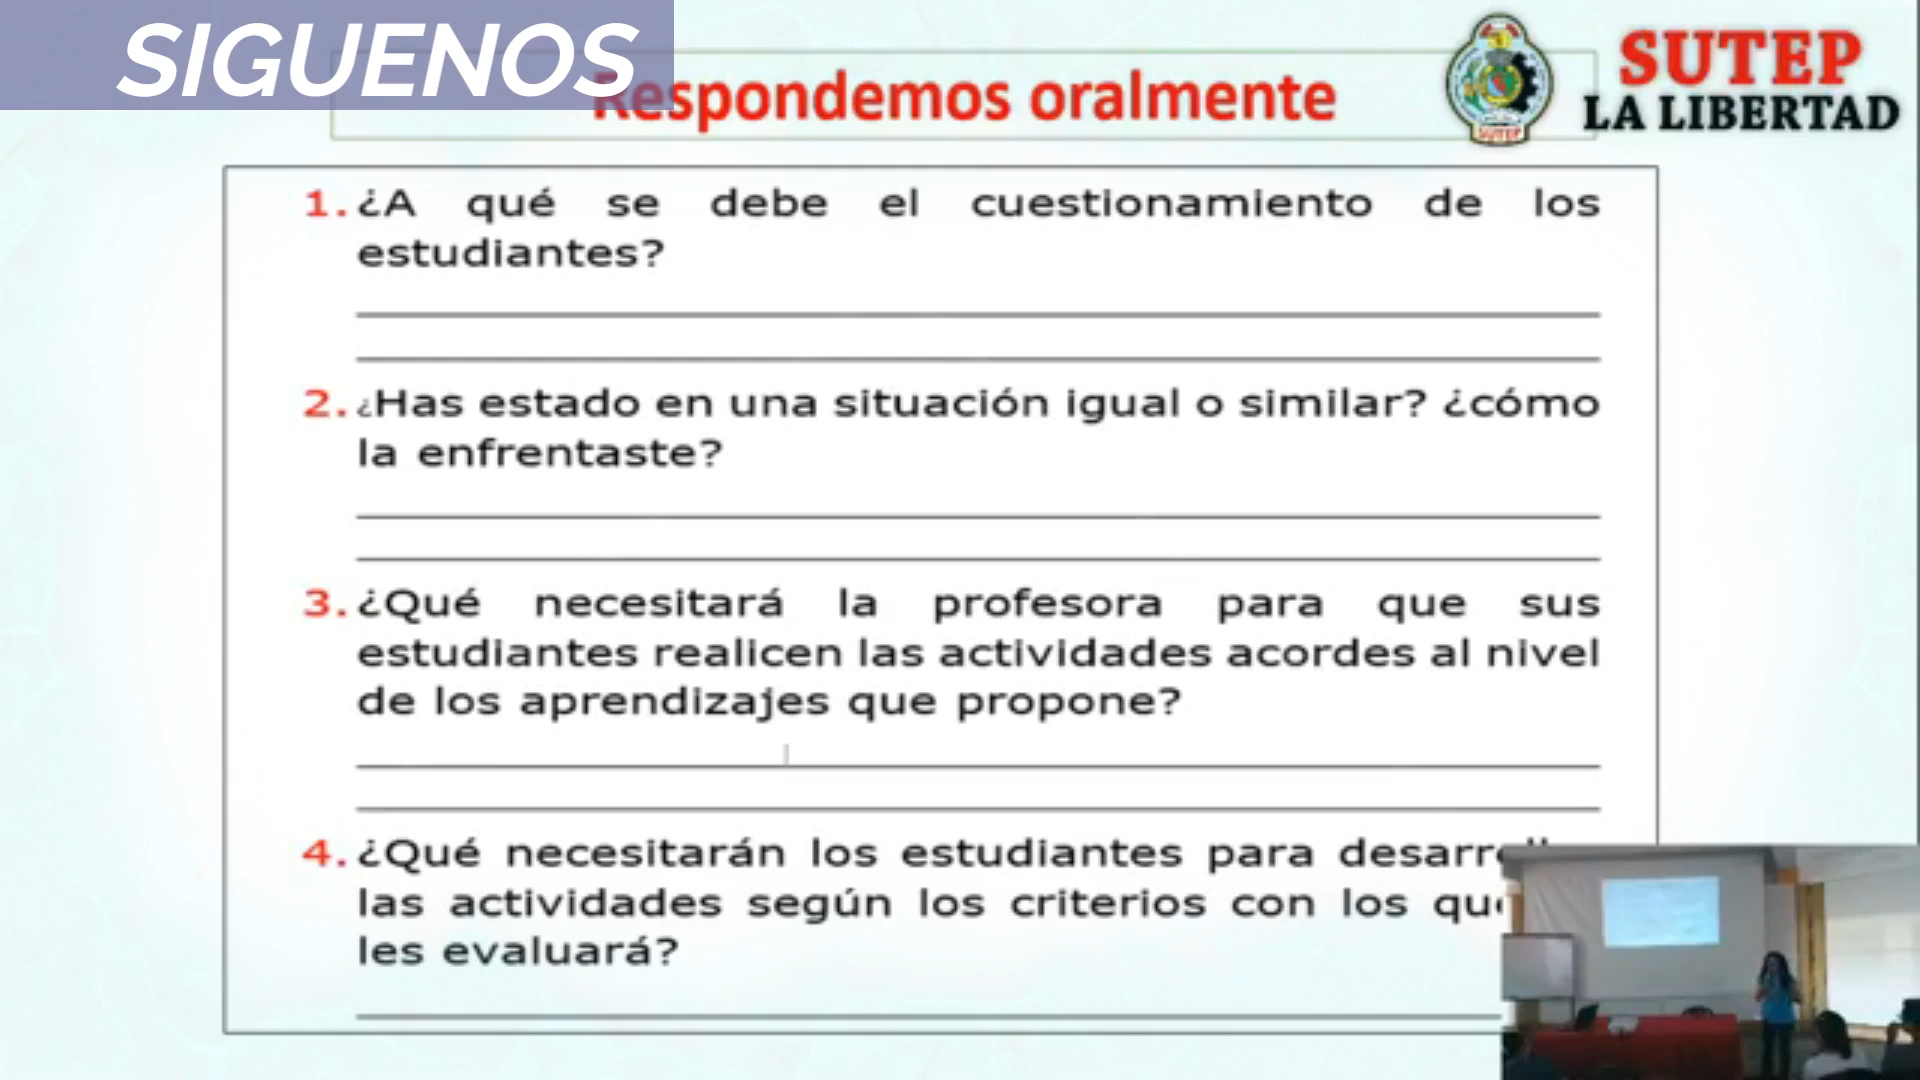 SIGUENOS
Respondemos oralmente
SUTEP
SUTEP
LA LIBERTAD
1. ¿A qué se debe el cuestionamiento de los
estudiantes?
2. ¿Has estado en una situación igual o similar? ¿cómo
la enfrentaste?
3. ¿Qué necesitará la profesora para que sus
estudiantes realicen las actividades acordes al nivel
de los aprendizajes que propone?
4. ¿Qué necesitarán los estudiantes para
las actividades según los criterios con los
les evaluará?